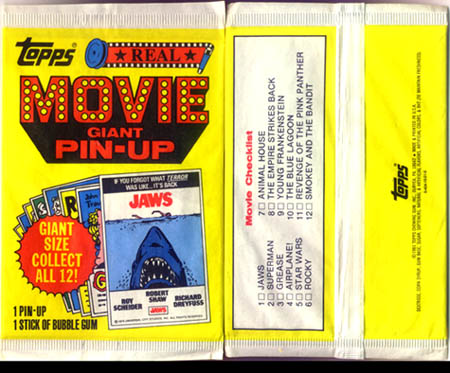 Topps
REAL
MOVIE
GIANT
PIN-UP
IF YOU FORGOT WHAT TERROR
WAS LIKE...IT'S BACK
JAWS
GIANT
SIZE
COLLECT
ALL 12!
ROY
SCHEIDER
ROBERT
SHAW
JAWS
RICHARD
DREYFUSS
1 PIN-UP
1 STICK OF BUBBLE GUM
Movie Checklist
1 JAWS
2 SUPERMAN
3 GREASE
4 AIRPLANE!
5 STAR WARS
6 ROCKY
7 ANIMAL HOUSE
8 THE EMPIRE STRIKES BACK
9 YOUNG FRANKENSTEIN
10 THE BLUE LAGOON
11 REVENGE OF THE PINK PANTHER
12 SMOKEY AND THE BANDIT
Topps